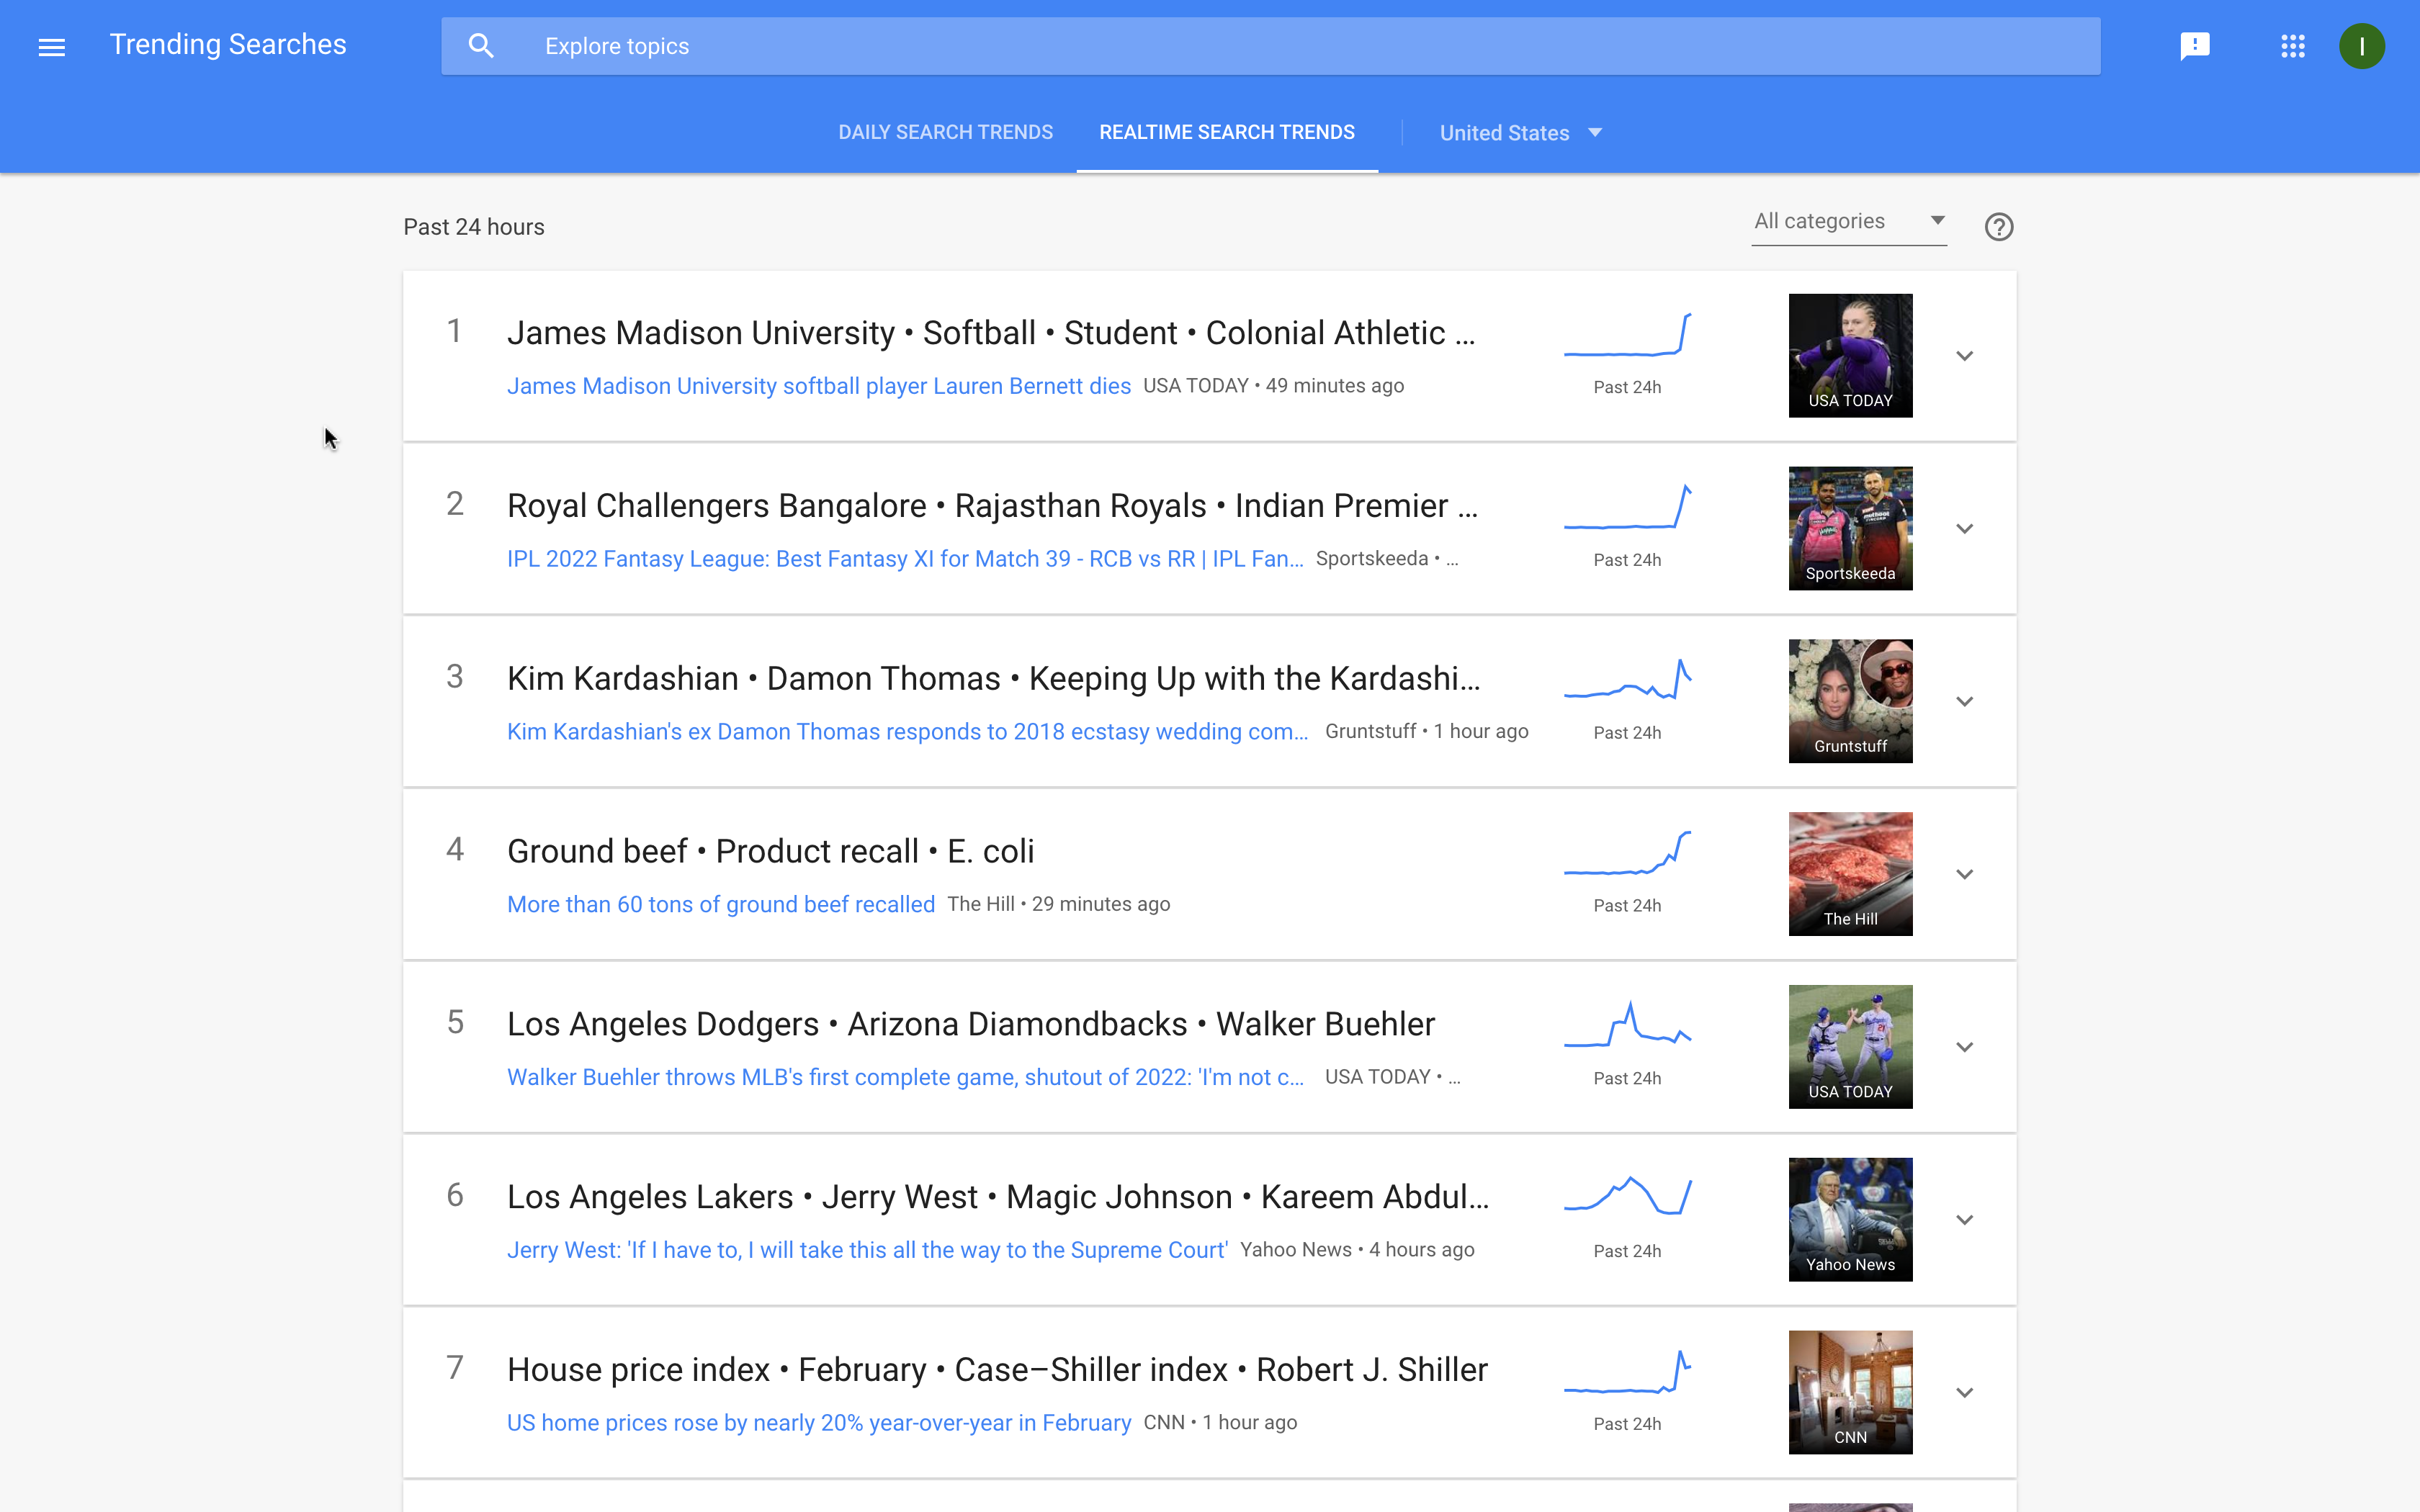 Trending Searches
Explore topics
I
DAILY SEARCH TRENDS
REALTIME SEARCH TRENDS
United States
Past 24 hours
All categories
1
James Madison University • Softball • Student • Colonial Athletic ...
James Madison University softball player Lauren Bennett dies USA TODAY • 49 minutes ago
Past 24h
USA TODAY
2
Royal Challengers Bangalore • Rajasthan Royals • Indian Premier ...
IPL 2022 Fantasy League: Best Fantasy XI for Match 39 - RCB vs RR | IPL Fan... Sportskeeda • ...
Past 24h
Sportskeeda
3
Kim Kardashian • Damon Thomas • Keeping Up with the Kardashi...
Kim Kardashian's ex Damon Thomas responds to 2018 ecstasy wedding com... Gruntstuff • 1 hour ago
Past 24h
Gruntstuff
4
Ground beef • Product recall • E. coli
More than 60 tons of ground beef recalled The Hill • 29 minutes ago
Past 24h
The Hill
5
Los Angeles Dodgers • Arizona Diamondbacks • Walker Buehler
Walker Buehler throws MLB's first complete game, shutout of 2022: 'I'm not c... USA TODAY • ...
Past 24h
USA TODAY
6
Los Angeles Lakers • Jerry West • Magic Johnson • Kareem Abdul...
Jerry West: 'If I have to, I will take this all the way to the Supreme Court' Yahoo News • 4 hours ago
Past 24h
Yahoo News
7
House price index • February • Case–Shiller index • Robert J. Shiller
US home prices rose by nearly 20% year-over-year in February CNN • 1 hour ago
Past 24h
CNN